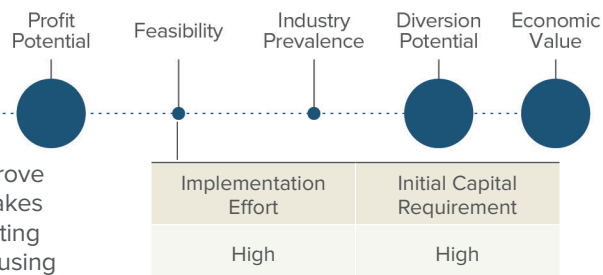 Profit
Potential
Feasibility
Industry
Prevalence
Diversion
Potential
Economic
Value
rove
akes
ting
using
Implementation
Effort
Initial Capital
Requirement
High
High